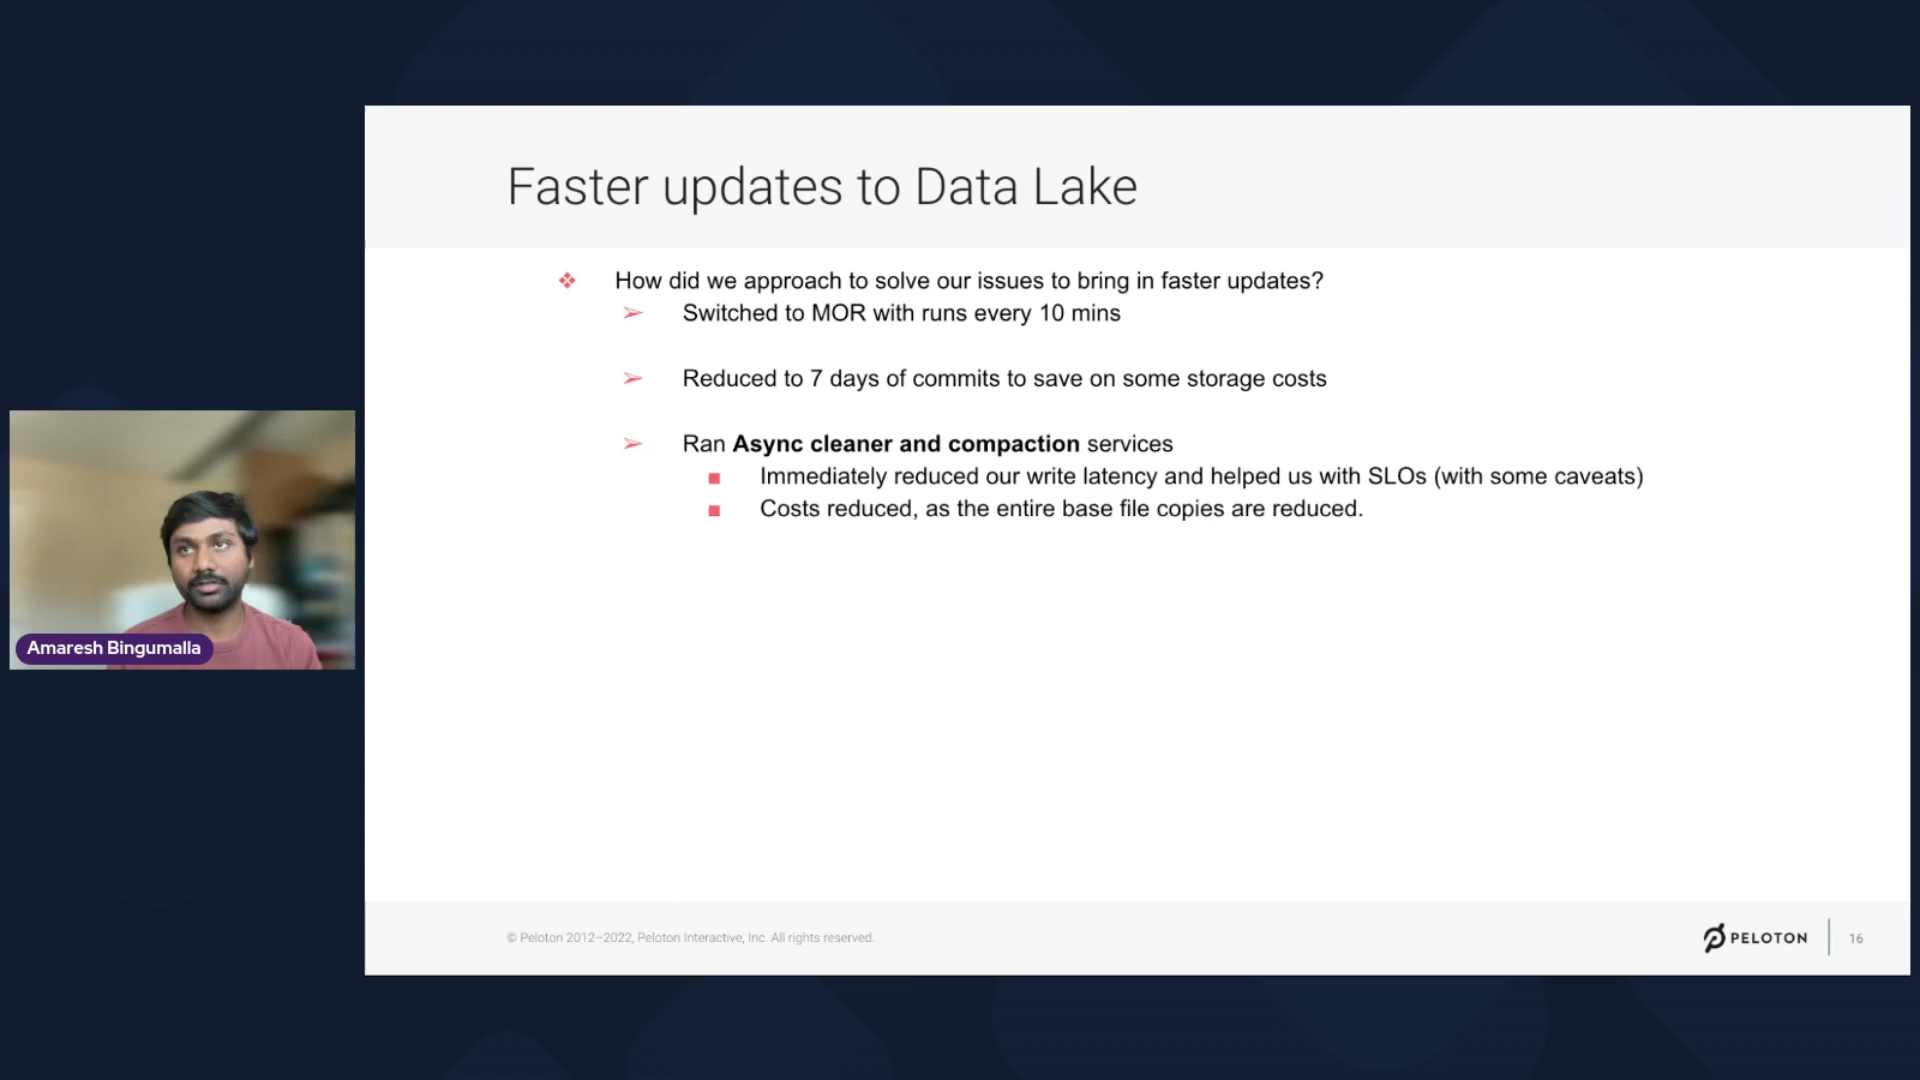 Faster updates to Data Lake
How did we approach to solve our issues to bring in faster updates?
Switched to MOR with runs every 10 mins
Reduced to 7 days of commits to save on some storage costs
Ran Async cleaner and compaction services
Immediately reduced our write latency and helped us with SLOs (with some caveats)
Costs reduced, as the entire base file copies are reduced.
Amaresh Bingumalla
© Peloton 2012–2022, Peloton Interactive, Inc. All rights reserved.
PELOTON
16